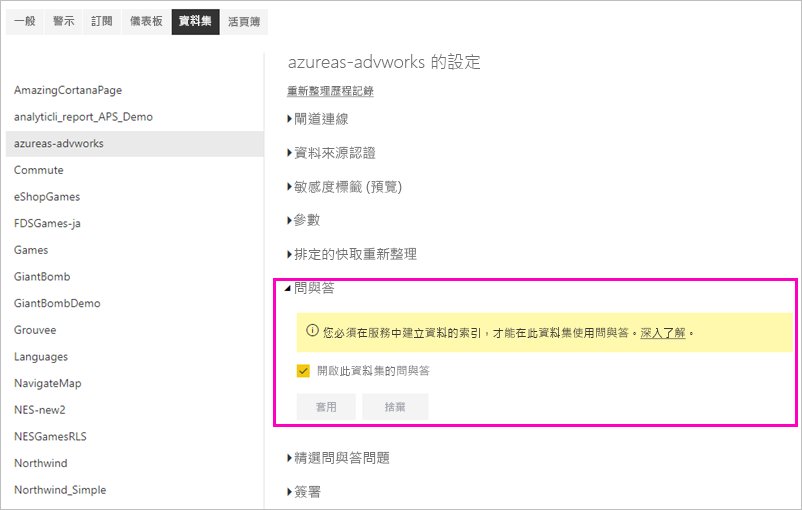 一般 警示 訂閱 儀表板 資料集 活頁簿
AmazingCortanaPage
analyticli_report_APS_Demo
azureas-advworks
Commute
eShopGames
FDSGames-ja
Games
GiantBomb
GiantBombDemo
Grouvee
Languages
NavigateMap
NES-new2
NESGamesRLS
Northwind
Northwind_Simple
azureas-advworks 的設定
重新整理歷程記錄
閘道連線
資料來源認證
敏感度標籤 (預覽)
參數
排定的快取重新整理
問與答
您必須在服務中建立資料的索引，才能在此資料集使用問與答。深入了解。
開啟此資料集的問與答
套用 捨棄
精選問與答問題
簽署